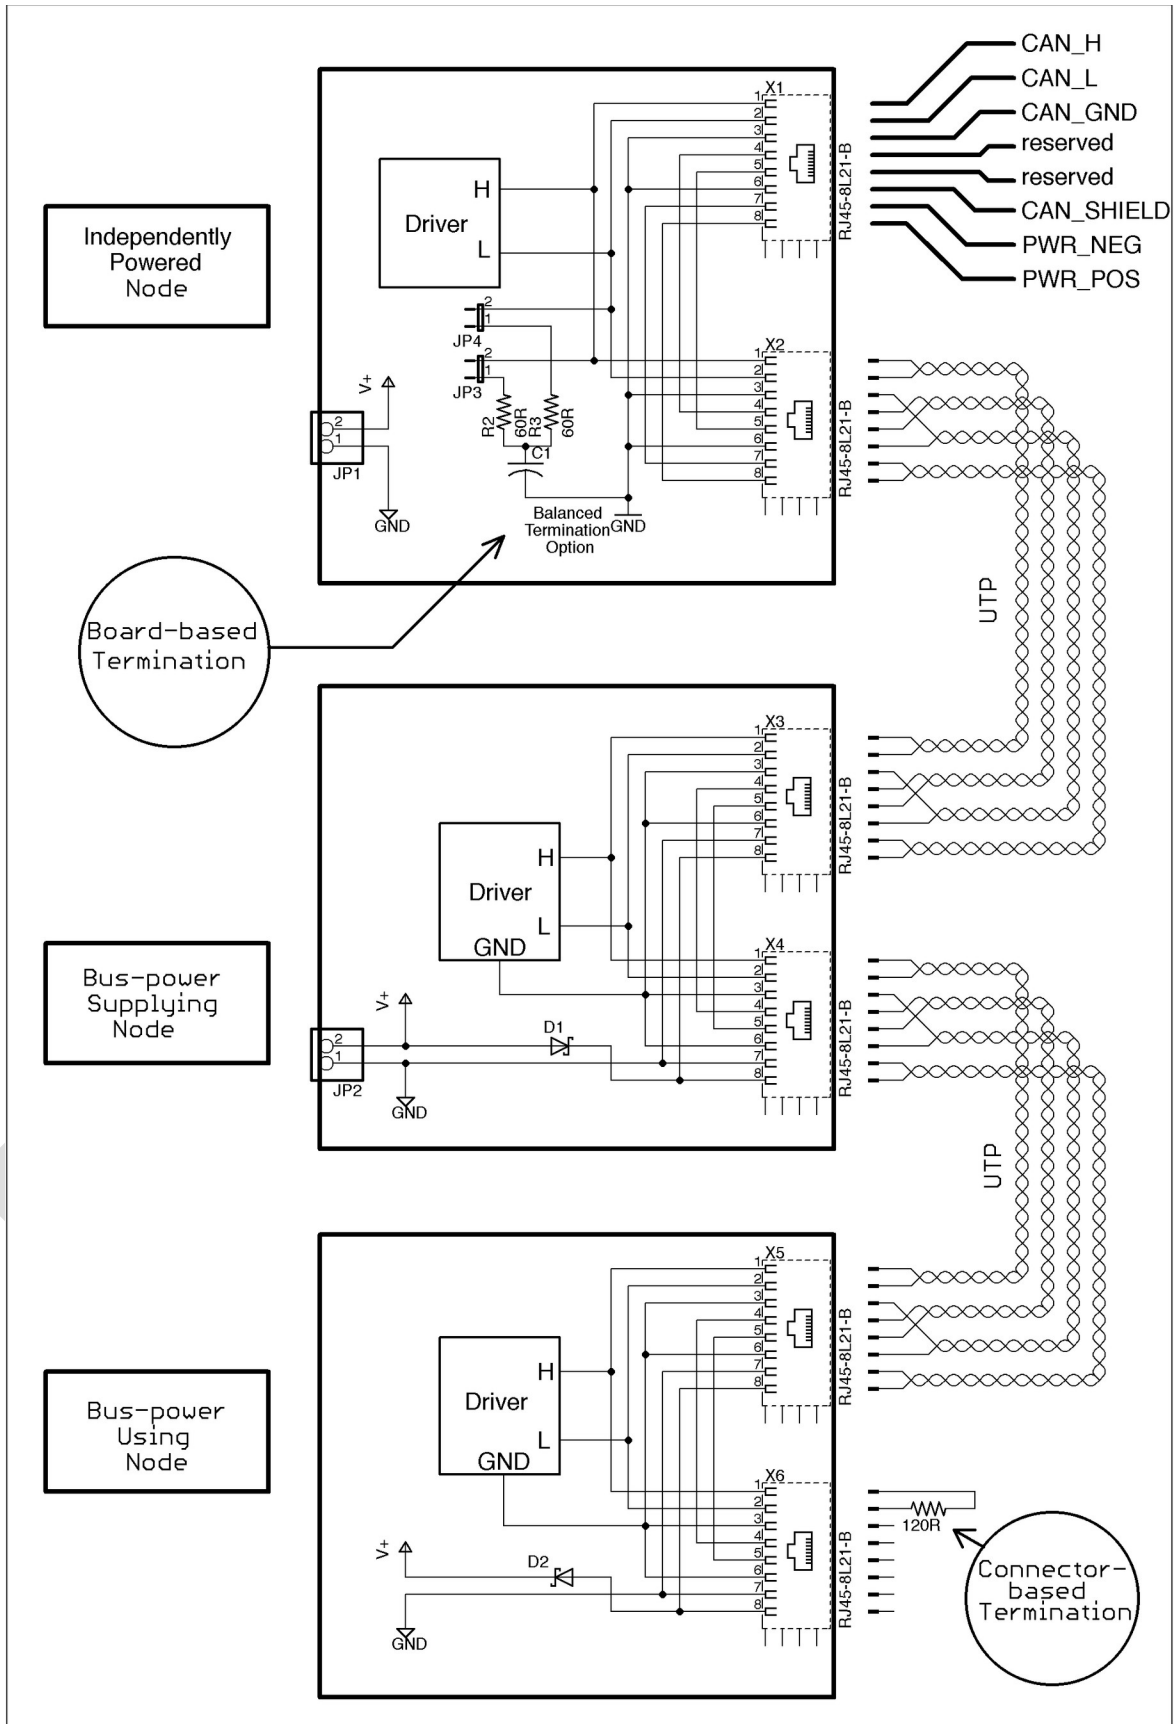 CAN_H
CAN_L
CAN_GND
reserved
reserved
CAN_SHIELD
PWR_NEG
PWR_POS
X1
1
2
3
4
5
6
7
8
RJ45-8L21-B
Independently
Powered
Node
Driver
H
L
2
1
JP4
2
1
JP3
R2
60R
R3
60R
C1
V+
2
1
JP1
GND
Balanced
Termination
Option
GND
X2
1
2
3
4
5
6
7
8
RJ45-8L21-B
UTP
Board-based
Termination
X3
1
2
3
4
5
6
7
8
RJ45-8L21-B
Driver
H
L
GND
Bus-power
Supplying
Node
V+
D1
2
1
JP2
GND
X4
1
2
3
4
5
6
7
8
RJ45-8L21-B
UTP
X5
1
2
3
4
5
6
7
8
RJ45-8L21-B
Driver
H
L
GND
Bus-power
Using
Node
V+
D2
GND
X6
1
2
3
4
5
6
7
8
RJ45-8L21-B
120R
Connector-
based
Termination